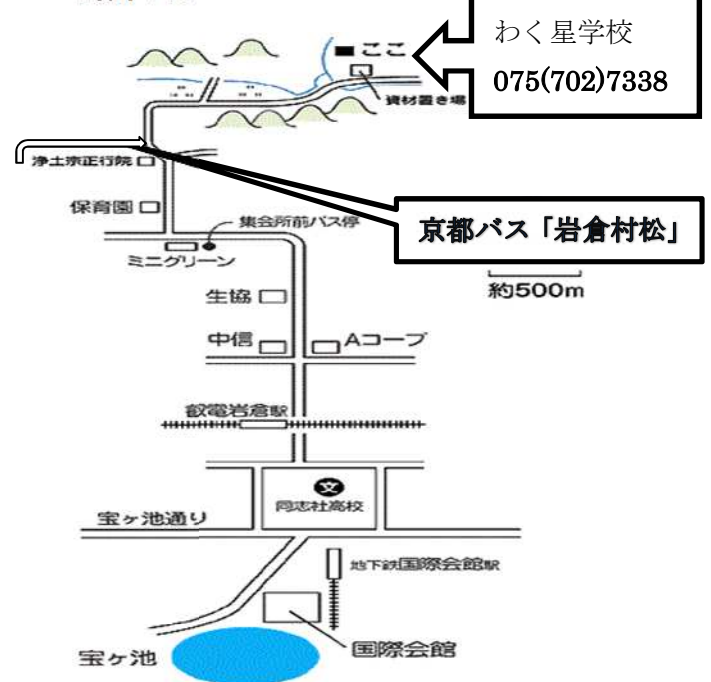 わく星学校
075(702)7338
ここ
資材置き場
浄土宗正行院
保育園
集会所前バス停
京都バス「岩倉村松」
ミニグリーン
約500m
生協
中信
Aコープ
叡電岩倉駅
文
同志社高校
宝ヶ池通り
地下鉄国際会館駅
国際会館
宝ヶ池